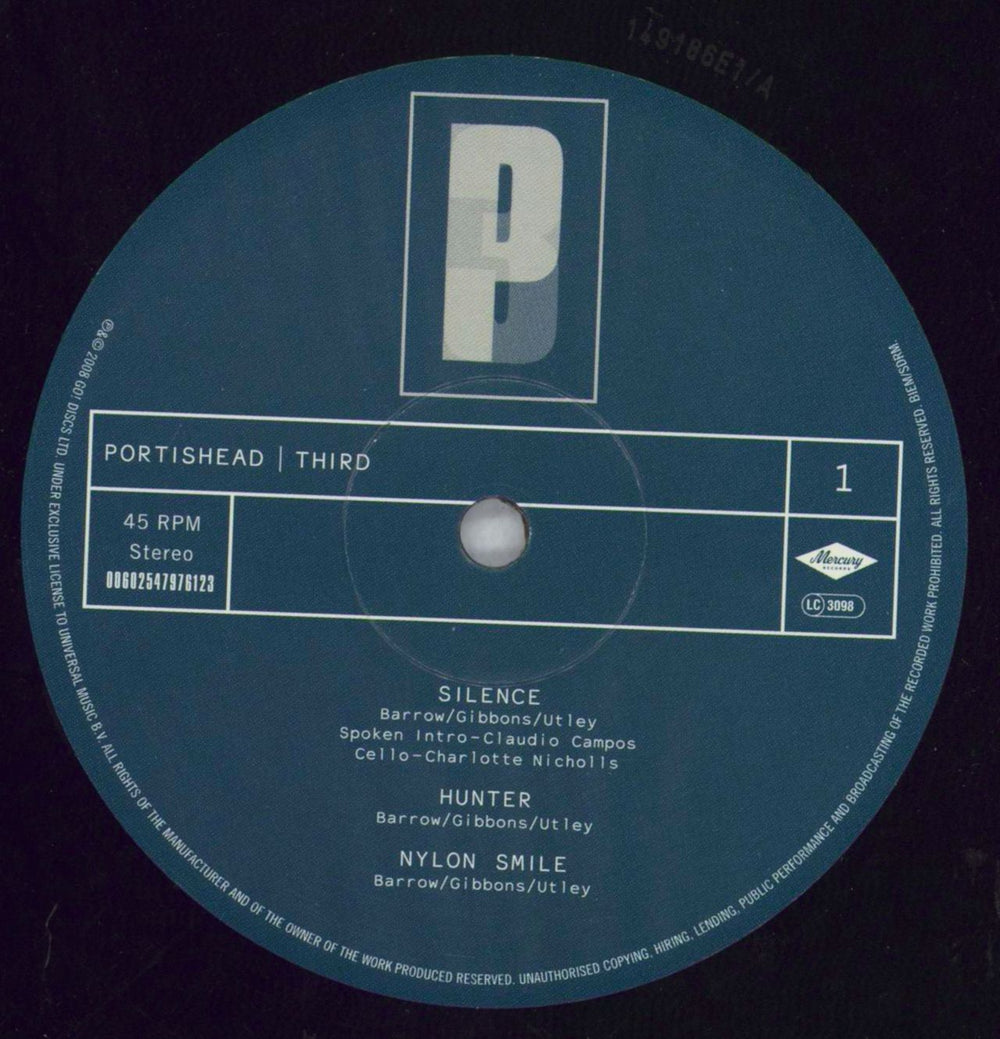 149186E1/A
P
PORTISHEAD | THIRD
1
45 RPM
Stereo
00602547976123
Mercury
RECORDS
LC 3098
SILENCE
Barrow/Gibbons/Utley
Spoken Intro-Claudio Campos
Cello-Charlotte Nicholls
HUNTER
Barrow/Gibbons/Utley
NYLON SMILE
Barrow/Gibbons/Utley
℗&© 2008 GO! DISCS LTD. UNDER EXCLUSIVE LICENSE TO UNIVERSAL MUSIC B.V ALL RIGHTS OF THE MANUFACTURER AND OF THE OWNER OF THE WORK PRODUCED RESERVED. UNAUTHORISED COPYING, HIRING, LENDING, PUBLIC PERFORMANCE AND BROADCASTING OF THE RECORDED WORK PROHIBITED. ALL RIGHTS RESERVED. BIEM/SDRM.